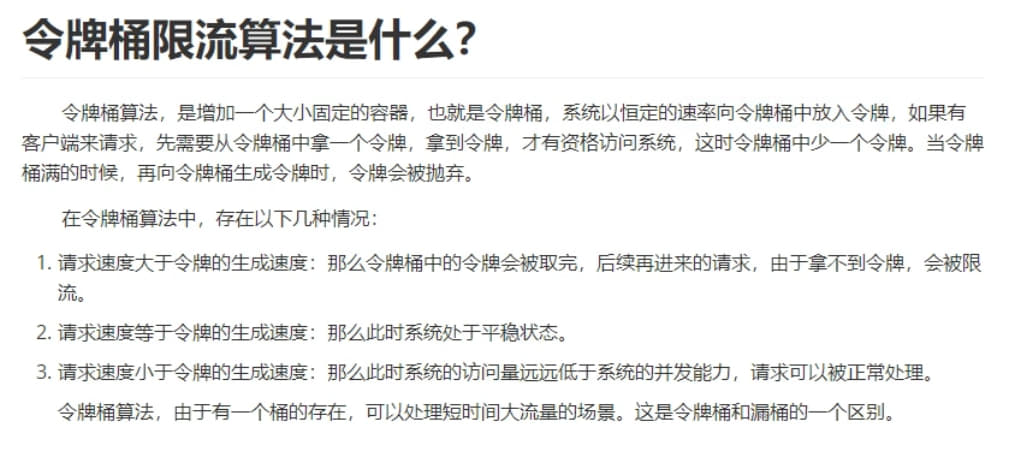 令牌桶限流算法是什么？
令牌桶算法，是增加一个大小固定的容器，也就是令牌桶，系统以恒定的速率向令牌桶中放入令牌，如果有
客户端来请求，先需要从令牌桶中拿一个令牌，拿到令牌，才有资格访问系统，这时令牌桶中少一个令牌。当令牌
桶满的时候，再向令牌桶生成令牌时，令牌会被抛弃。
在令牌桶算法中，存在以下几种情况：
1. 请求速度大于令牌的生成速度：那么令牌桶中的令牌会被取完，后续再进来的请求，由于拿不到令牌，会被限
流。
2. 请求速度等于令牌的生成速度：那么此时系统处于平稳状态。
3. 请求速度小于令牌的生成速度：那么此时系统的访问量远远低于系统的并发能力，请求可以被正常处理。
令牌桶算法，由于有一个桶的存在，可以处理短时间大流量的场景。这是令牌桶和漏桶的一个区别。